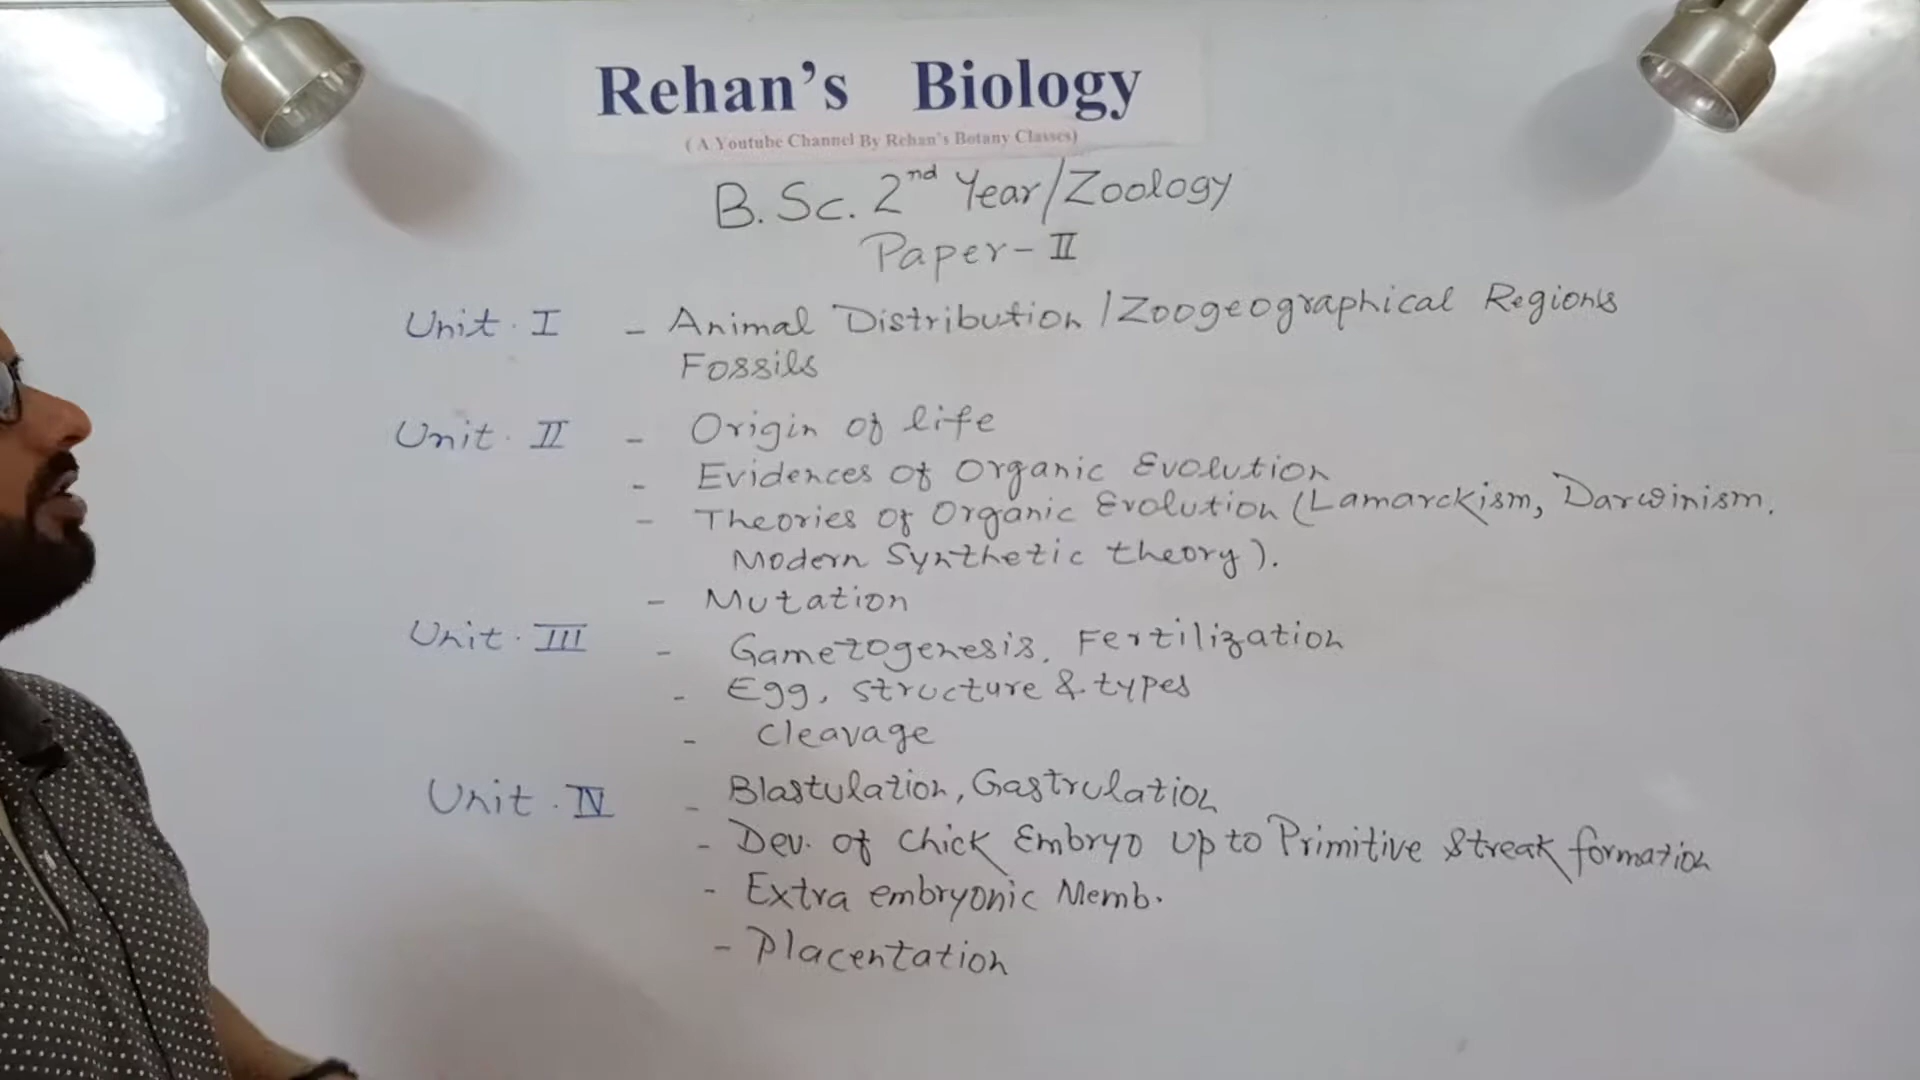 Rehan's Biology
( A Youtube Channel By Rehan's Botany Classes)
B.Sc. 2nd Year/Zoology
Paper-II
Unit. I - Animal Distribution / Zoogeographical Regions
Fossils
Unit. II - Origin of life
- Evidences of Organic Evolution
- Theories of Organic Evolution (Lamarckism, Darwinism.
Modern Synthetic theory).
- Mutation
Unit. III - Gametogenesis, Fertilization
- Egg, structure & types
- Cleavage
Unit. IV - Blastulation, Gastrulation
- Dev. of Chick Embryo Up to Primitive Streak formation
- Extra embryonic Memb.
- Placentation